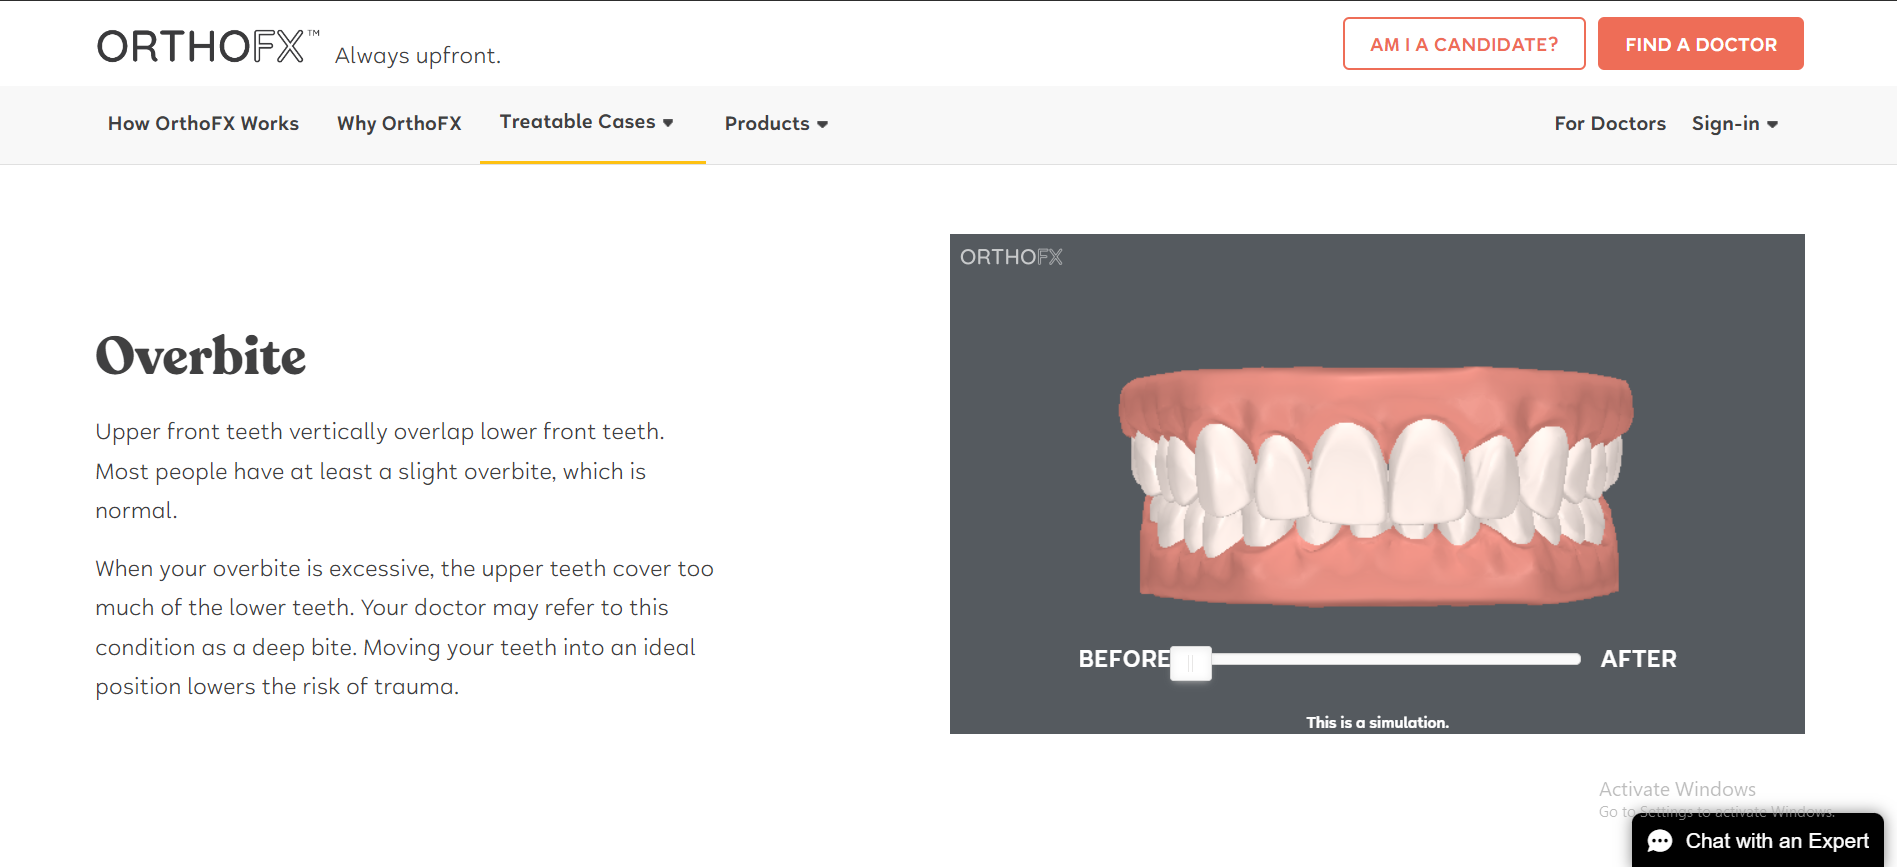 ORTHOFX™ Always upfront.
AM I A CANDIDATE?
FIND A DOCTOR
How OrthoFX Works
Why OrthoFX
Treatable Cases
Products
For Doctors
Sign-in
Overbite
Upper front teeth vertically overlap lower front teeth.
Most people have at least a slight overbite, which is
normal.
When your overbite is excessive, the upper teeth cover too
much of the lower teeth. Your doctor may refer to this
condition as a deep bite. Moving your teeth into an ideal
position lowers the risk of trauma.
ORTHOFX
BEFORE
AFTER
This is a simulation.
Activate Windows
Go to Settings to activate Windows.
Chat with an Expert